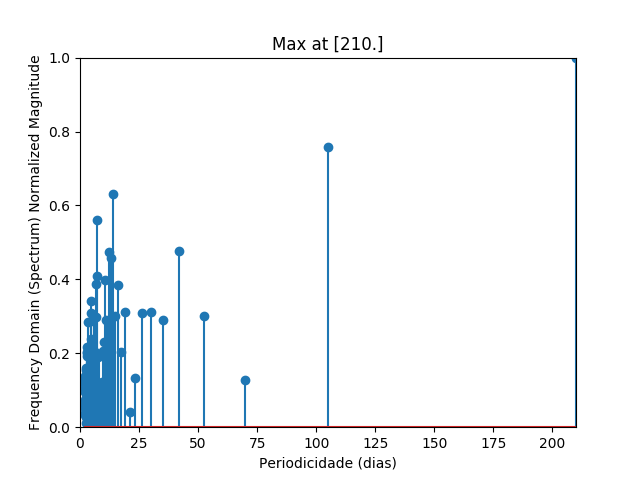 Max at [210.]
Frequency Domain (Spectrum) Normalized Magnitude
1.0
0.8
0.6
0.4
0.2
0.0
0 25 50 75 100 125 150 175 200
Periodicidade (dias)